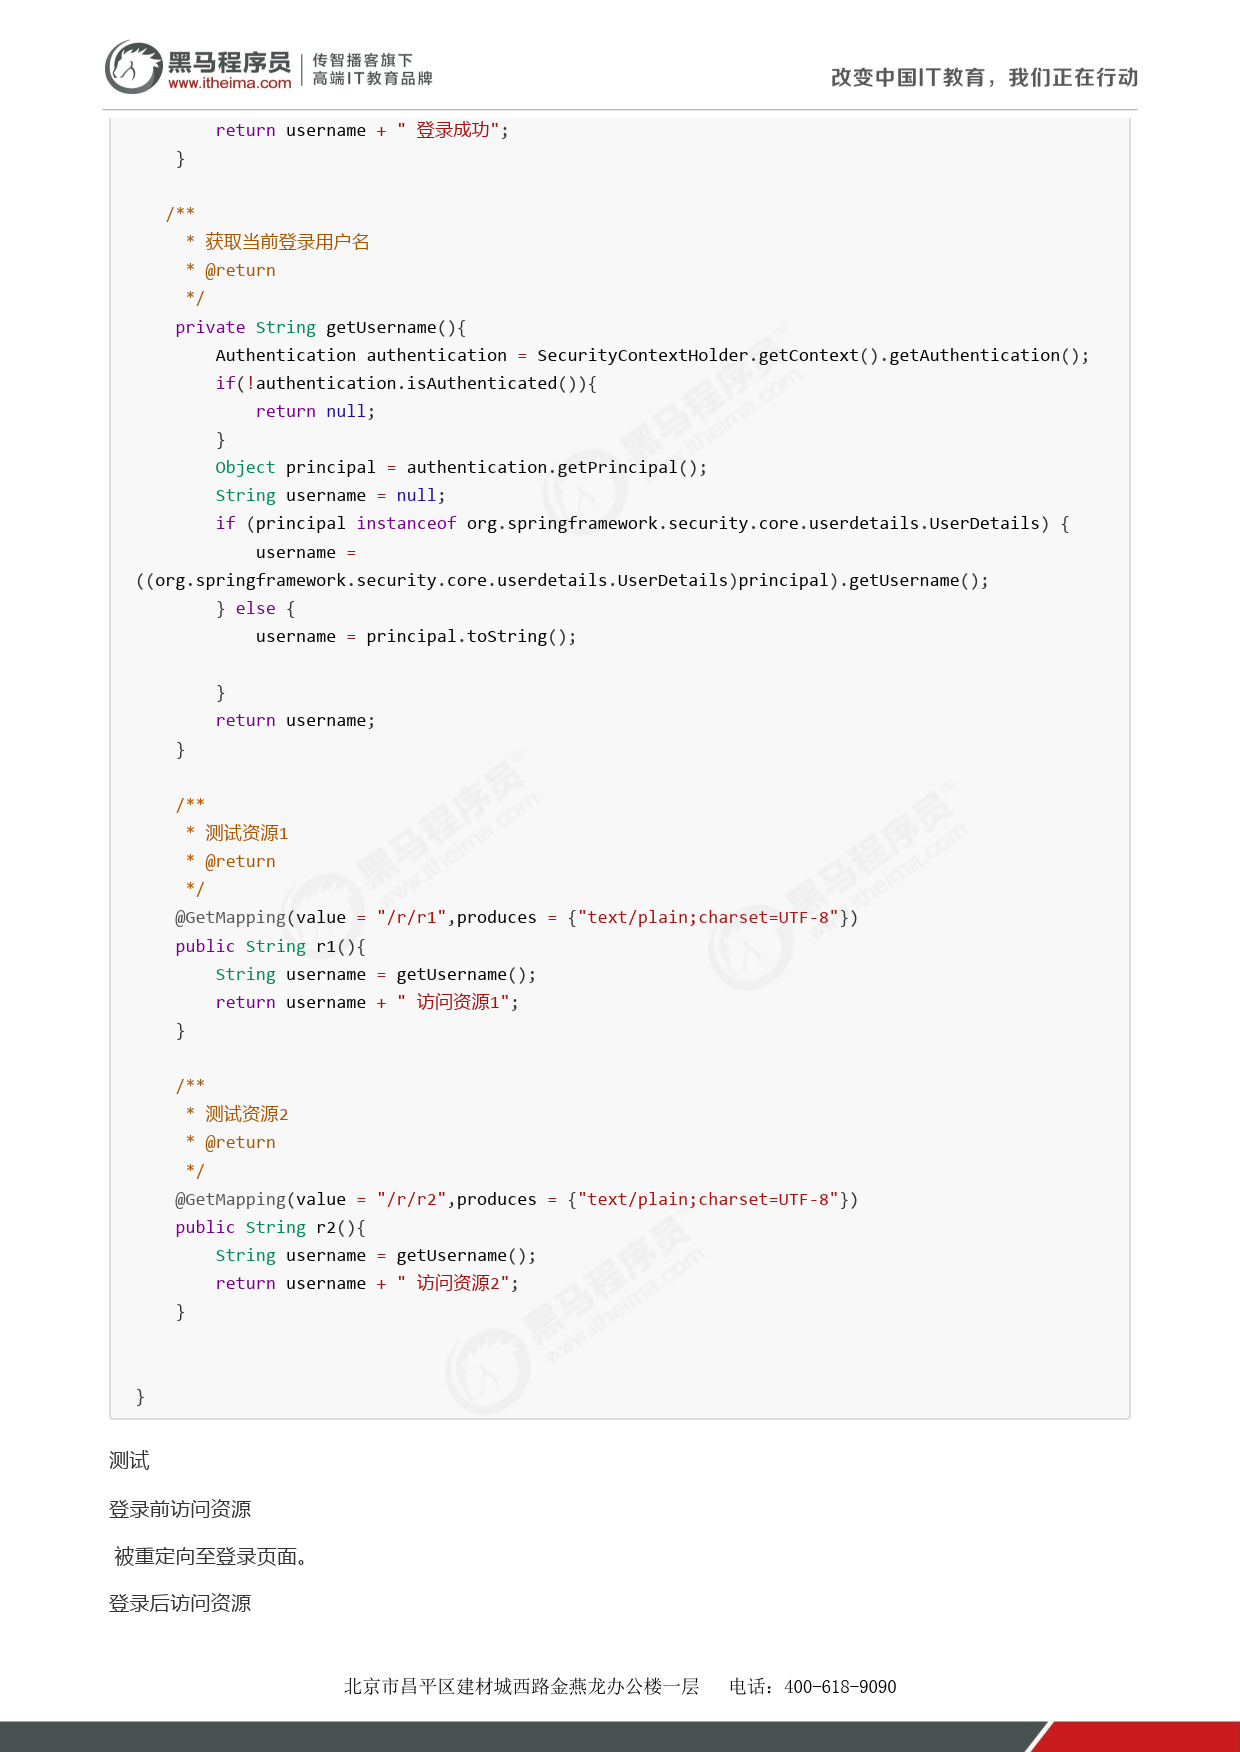 黑马程序员
www.itheima.com
传智播客旗下
高端IT教育品牌
改变中国IT教育，我们正在行动
        return username + " 登录成功";
    }

   /**
     * 获取当前登录用户名
     * @return
     */
    private String getUsername(){
        Authentication authentication = SecurityContextHolder.getContext().getAuthentication();
        if(!authentication.isAuthenticated()){
            return null;
        }
        Object principal = authentication.getPrincipal();
        String username = null;
        if (principal instanceof org.springframework.security.core.userdetails.UserDetails) {
            username =
((org.springframework.security.core.userdetails.UserDetails)principal).getUsername();
        } else {
            username = principal.toString();

        }
        return username;
    }

    /**
     * 测试资源1
     * @return
     */
    @GetMapping(value = "/r/r1",produces = {"text/plain;charset=UTF-8"})
    public String r1(){
        String username = getUsername();
        return username + " 访问资源1";
    }

    /**
     * 测试资源2
     * @return
     */
    @GetMapping(value = "/r/r2",produces = {"text/plain;charset=UTF-8"})
    public String r2(){
        String username = getUsername();
        return username + " 访问资源2";
    }


}
测试
登录前访问资源
被重定向至登录页面。
登录后访问资源
北京市昌平区建材城西路金燕龙办公楼一层 电话：400-618-9090